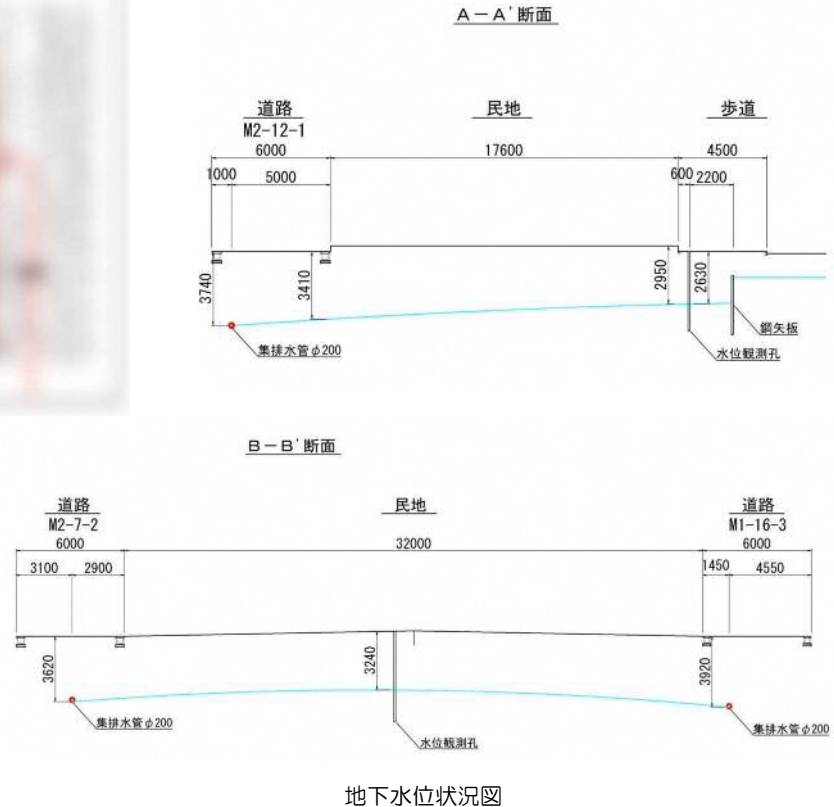 A－A'断面
道路
民地
歩道
M2-12-1
6000
17600
4500
1000
5000
600
2200
3740
3410
2950
2630
鋼矢板
集排水管φ200
水位観測孔
B－B'断面
道路
民地
道路
M2-7-2
M1-16-3
6000
32000
6000
3100
2900
1450
4550
3620
3240
3920
集排水管φ200
水位観測孔
集排水管φ200
地下水位状況図